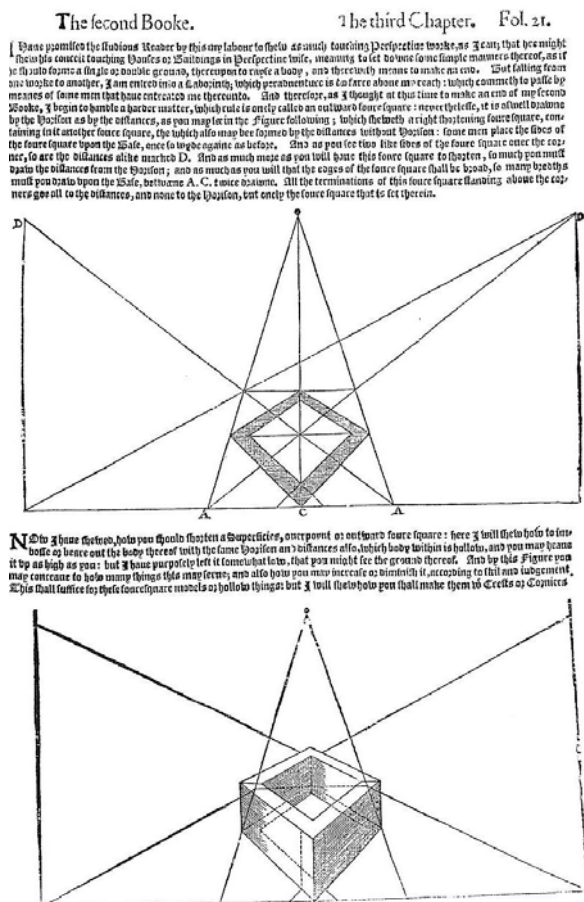 The second Booke. The third Chapter. Fol. 21.
I Haue promised the studious Reader by this my labour to shew as much touching Perspectiue worke, as I can; that hee might
shew his conceit touching Houses or Buildings in Perspectiue wise, meaning to set downe some simple manners thereof, as if
he should forme a single or double ground, thereupon to rayse a body, and therewith meane to make an end. But falling from
one worke to another, I am entred into a Laborinth, which peraduenture is too farre aboue my reach: which commeth to passe by
meanes of some men that haue entreated me thereunto. And therefore, as I thought at this time to make an end of my second
Booke, I begin to handle a harder matter, which rule is onely called an outward foure square: neuerthelesse, it is aswell drawne
by the Horison as by the distances, as you may see in the Figure following; which sheweth a right shortening foure square, con-
taining in it another foure square, the which also may bee formed by the distances without Horison: some men place the sides of
the foure square vpon the Base, once so wyde againe as before. And as you see two like sides of the foure square ouer the cor-
ner, so are the distances alike marked D. And as much more as you will haue this foure square to shorten, so much you must
draw the distances from the Horison; and as much as you will that the edges of the foure square shall be broad, so many breadths
must you draw vpon the Base, betweene A. C. twice drawne. All the terminations of this foure square standing aboue the cor-
ners goe all to the distances, and none to the Horison, but onely the foure square that is set therein.
D
D
A
C
A
NOw I haue shewed, how you should shorten a Superficies, ouerpoynt or outward foure square: here I will shew how to im-
bosse or beare out the body thereof with the same Horison and distances also, which body within is hollow, and you may heaue
it vp as high as you: but I haue purposely left it somewhat low, that you might see the ground thereof. And by this Figure you
may conceaue to how many things this may serue; and also how you may increase or diminish it, according to skil and iudgement.
This shall suffice for these foure square models or hollow things: but I will shew how you shall make them with Crests or Cornices